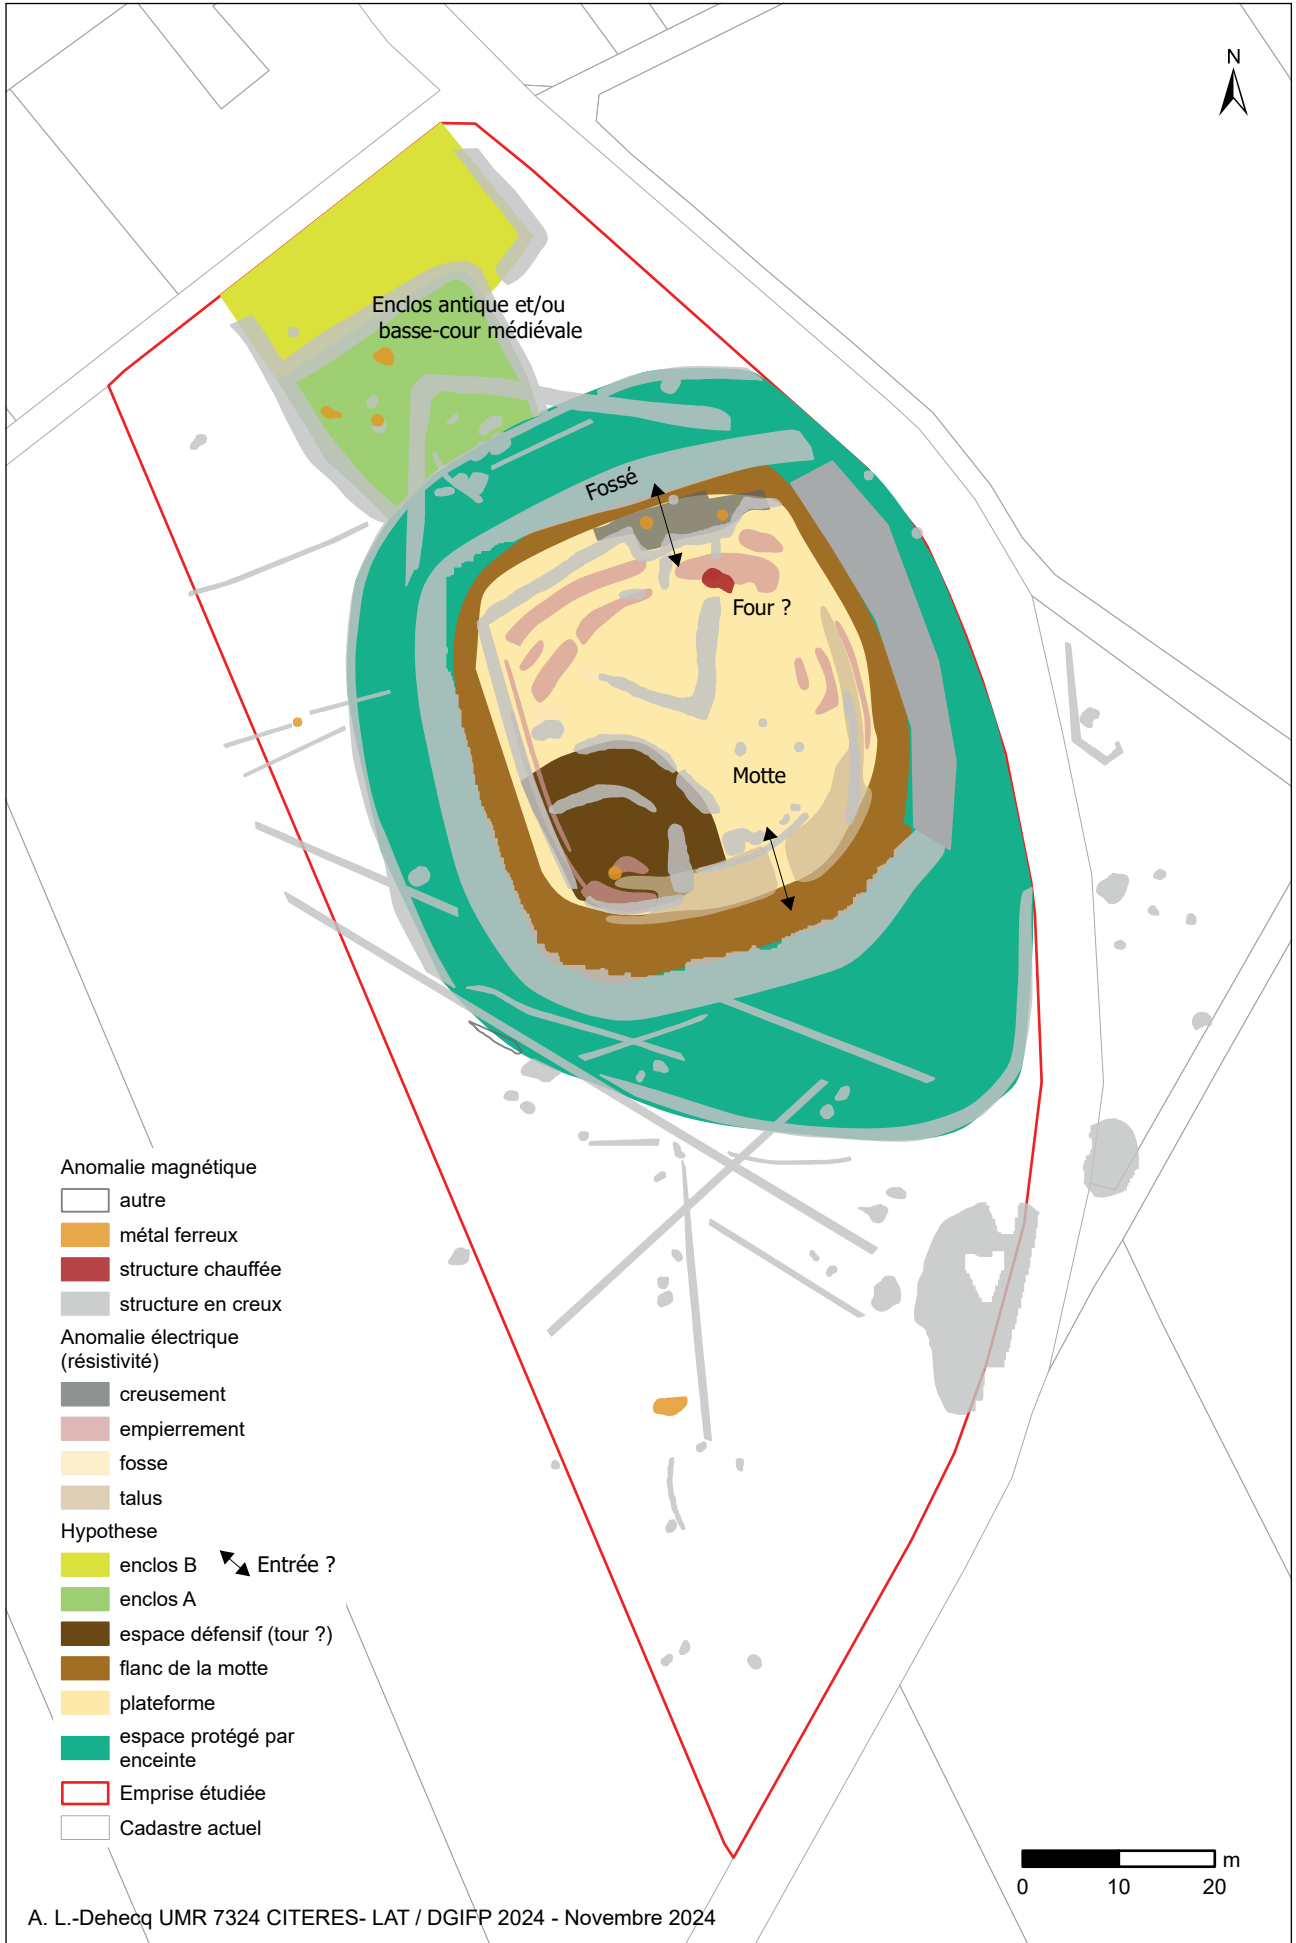 N
Enclos antique et/ou
basse-cour médiévale
Fossé
Four ?
Motte
Anomalie magnétique
autre
métal ferreux
structure chauffée
structure en creux
Anomalie électrique
(résistivité)
creusement
empierrement
fosse
talus
Hypothese
enclos B
Entrée ?
enclos A
espace défensif (tour ?)
flanc de la motte
plateforme
espace protégé par
enceinte
Emprise étudiée
Cadastre actuel
m
0 10 20
A. L.-Dehecq UMR 7324 CITERES- LAT / DGIFP 2024 - Novembre 2024